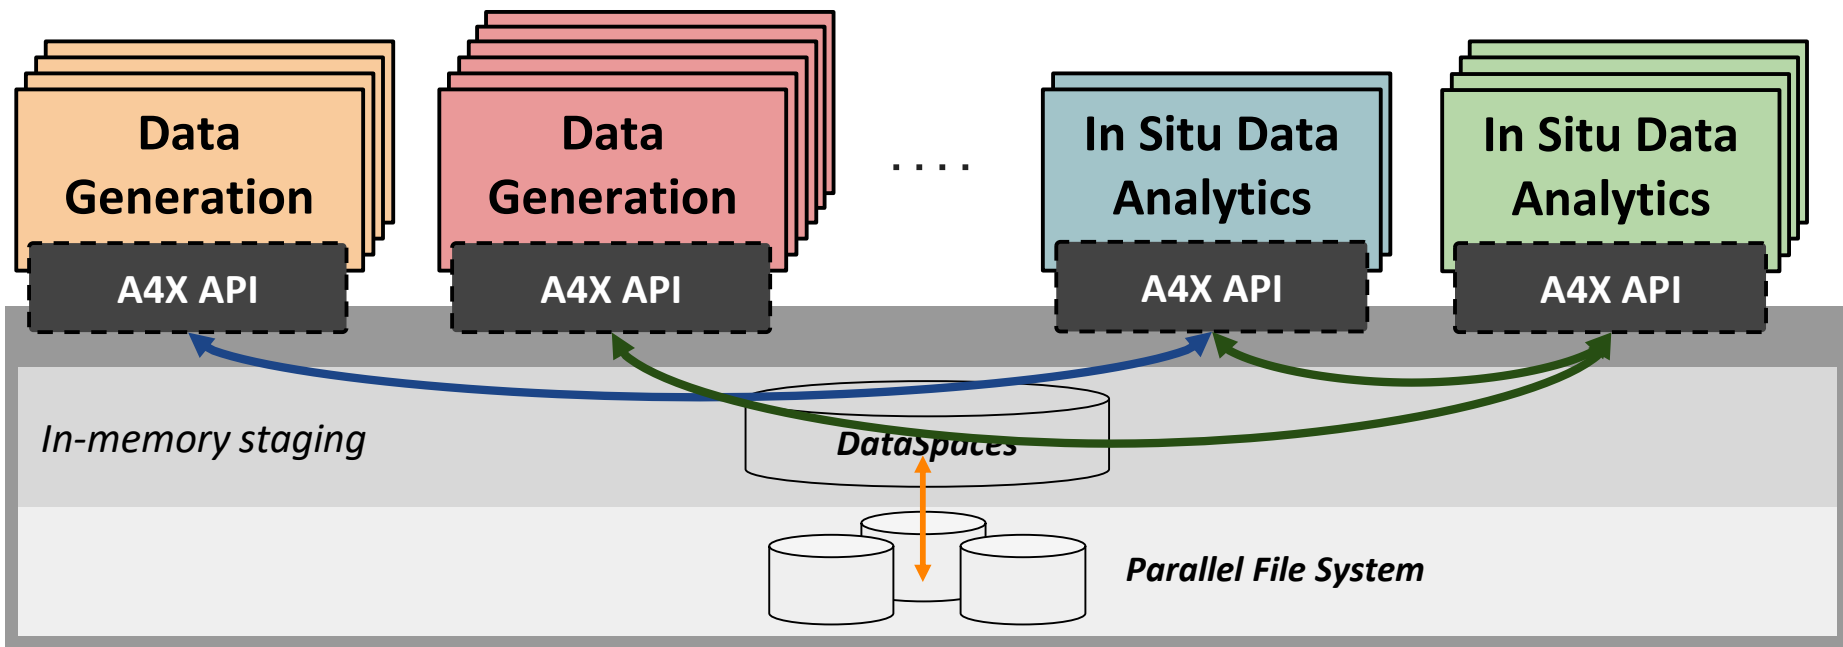 Data
Generation
A4X API
Data
Generation
A4X API
. . . .
In Situ Data
Analytics
A4X API
In Situ Data
Analytics
A4X API
In-memory staging
DataSpaces
Parallel File System